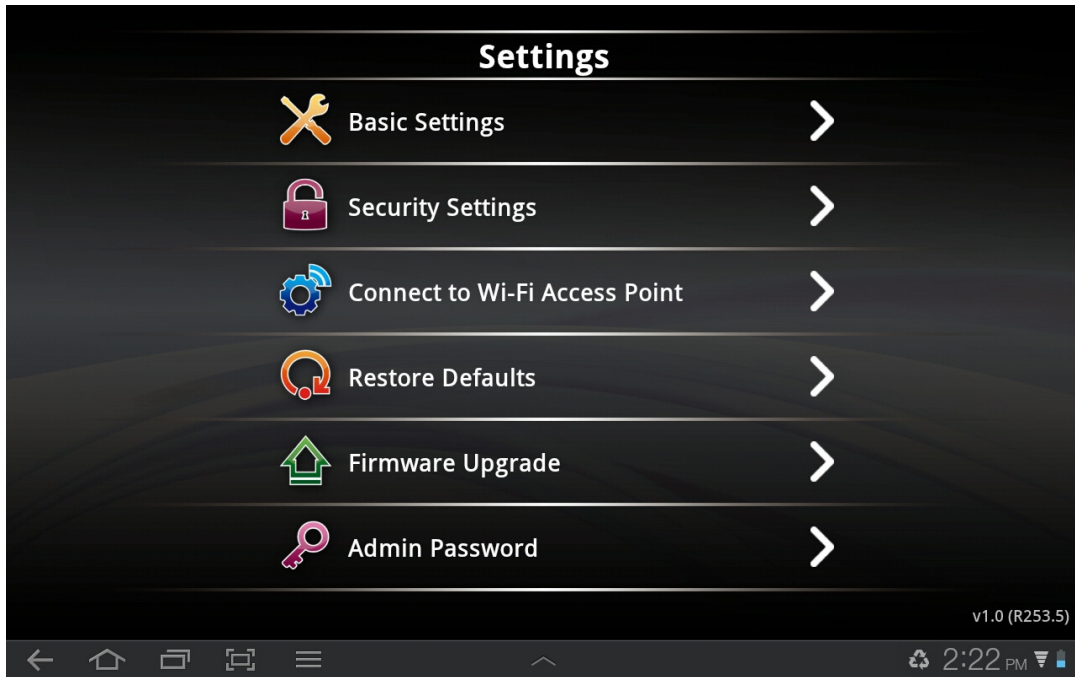 Settings
Basic Settings
Security Settings
Connect to Wi-Fi Access Point
Restore Defaults
Firmware Upgrade
Admin Password
v1.0 (R253.5)
2:22 PM